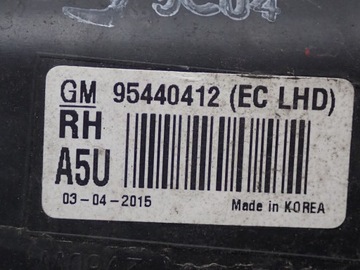 GM 95440412 (EC LHD)
RH
A5U
03-04-2015 Made in KOREA